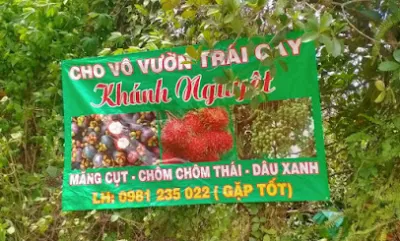 CHO VÔ VƯỜN TRÁI CÂY
Khánh Nguyệt
MĂNG CỤT - CHÔM CHÔM THÁI - DÂU XANH
LH: 0981 235 022 ( GẶP TỐT)